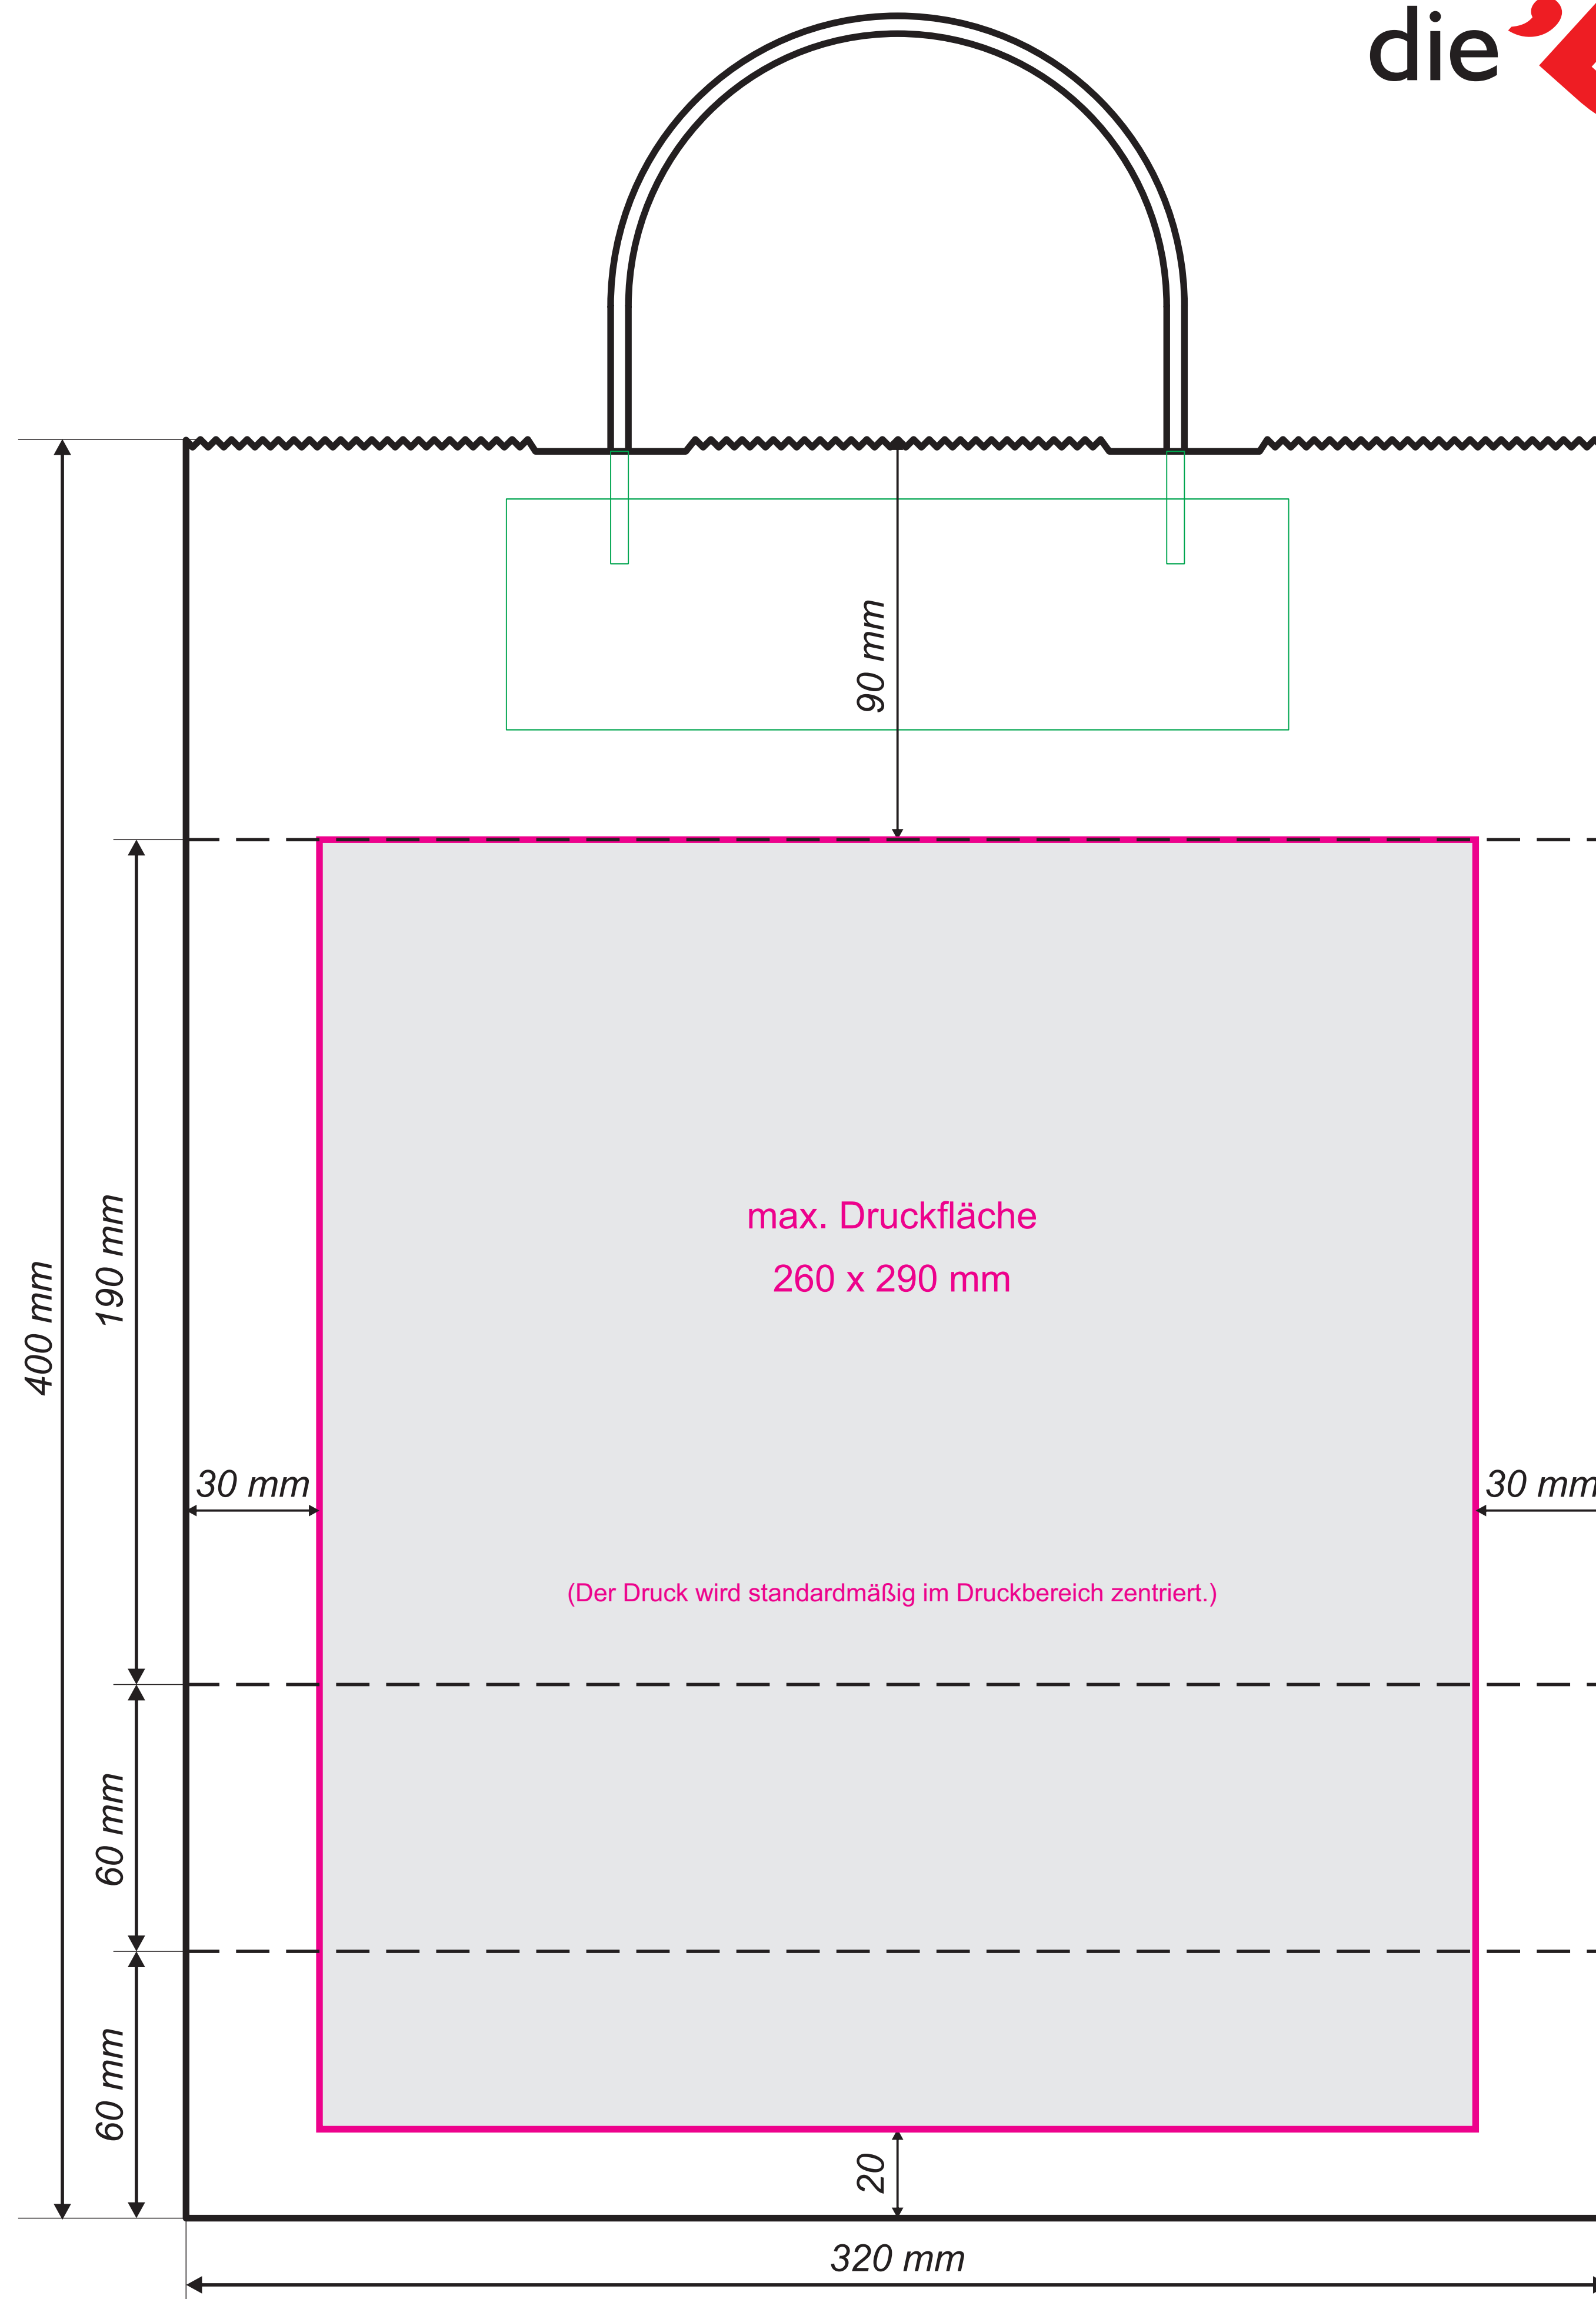 die
90 mm
max. Druckfläche
260 x 290 mm
190 mm
400 mm
30 mm
30 mm
(Der Druck wird standardmäßig im Druckbereich zentriert.)
60 mm
60 mm
20
320 mm